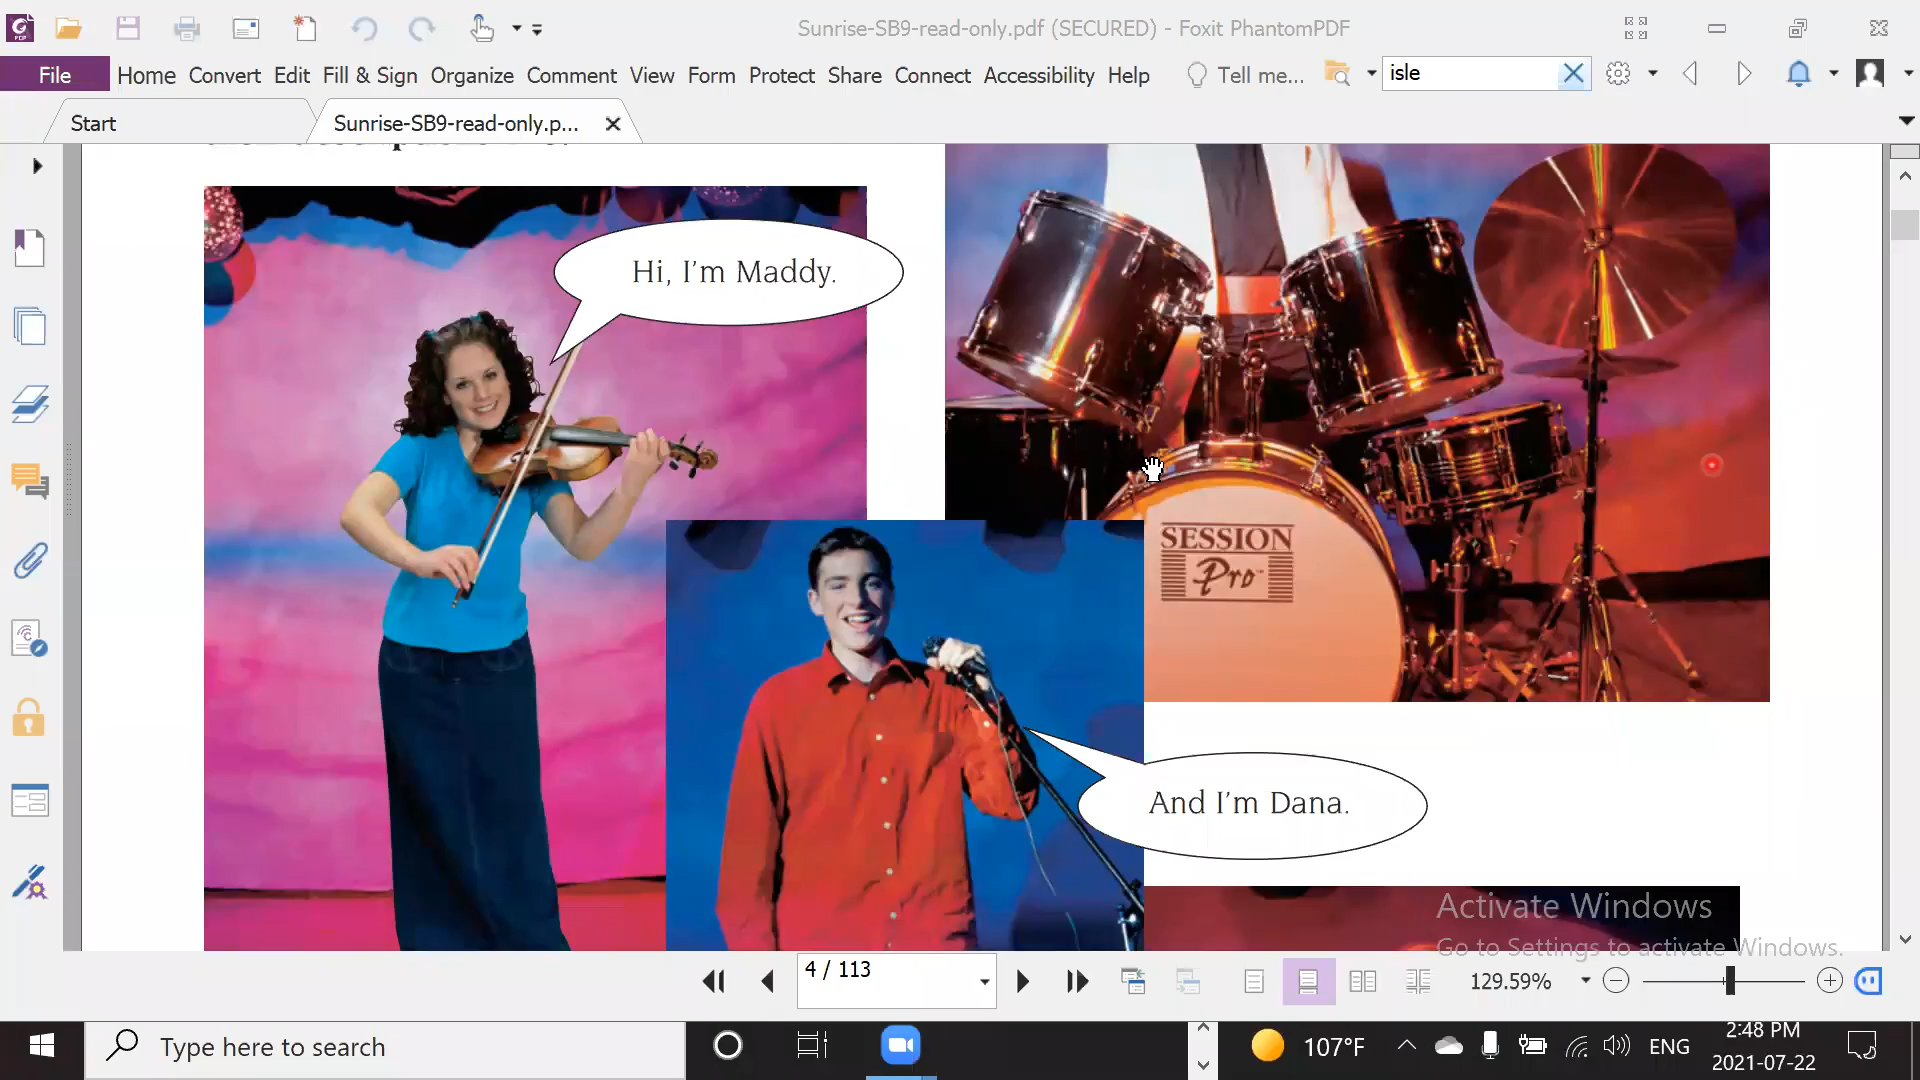 Sunrise-SB9-read-only.pdf (SECURED) - Foxit PhantomPDF
File Home Convert Edit Fill & Sign Organize Comment View Form Protect Share Connect Accessibility Help Tell me... isle
Start Sunrise-SB9-read-only.p...
Hi, I'm Maddy.
SESSION
Pro
And I'm Dana.
Activate Windows
Go to Settings to activate Windows.
4 / 113 129.59%
Type here to search 107°F ENG 2:48 PM
2021-07-22